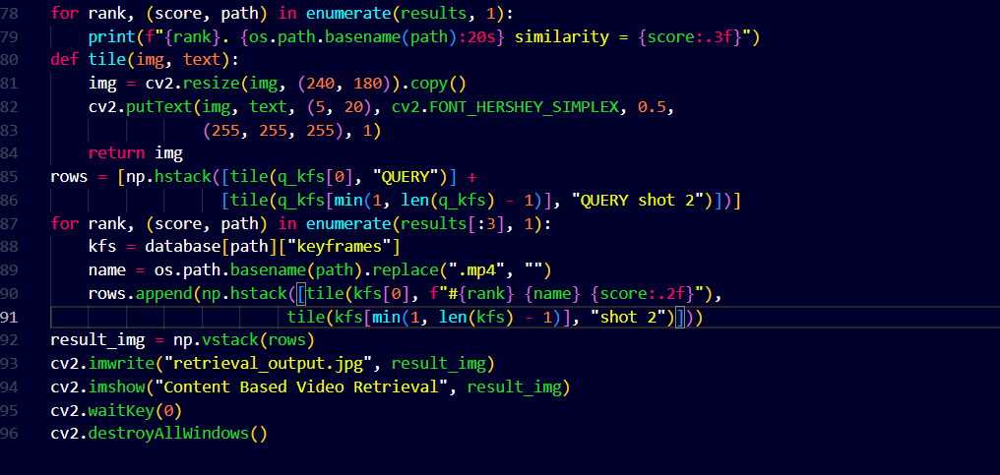 78 for rank, (score, path) in enumerate(results, 1):
79     print(f"{rank}. {os.path.basename(path):20s} similarity = {score:.3f}")
80 def tile(img, text):
81     img = cv2.resize(img, (240, 180)).copy()
82     cv2.putText(img, text, (5, 20), cv2.FONT_HERSHEY_SIMPLEX, 0.5,
83                 (255, 255, 255), 1)
84     return img
85 rows = [np.hstack([tile(q_kfs[0], "QUERY")] +
86                   [tile(q_kfs[min(1, len(q_kfs) - 1)], "QUERY shot 2")])]
87 for rank, (score, path) in enumerate(results[:3], 1):
88     kfs = database[path]["keyframes"]
89     name = os.path.basename(path).replace(".mp4", "")
90     rows.append(np.hstack([tile(kfs[0], f"#{rank} {name} {score:.2f}"),
91                          tile(kfs[min(1, len(kfs) - 1)], "shot 2")]))
92 result_img = np.vstack(rows)
93 cv2.imwrite("retrieval_output.jpg", result_img)
94 cv2.imshow("Content Based Video Retrieval", result_img)
95 cv2.waitKey(0)
96 cv2.destroyAllWindows()